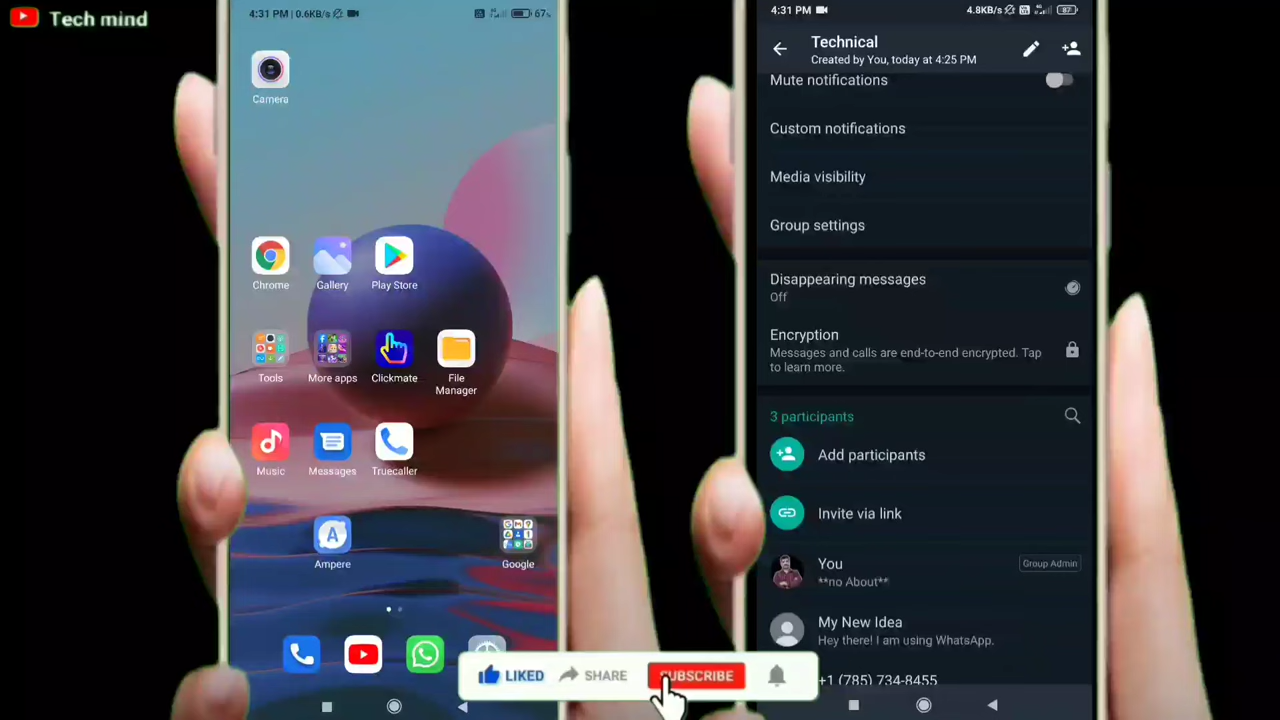 Tech mind
4:31 PM | 0.6KB/s
67%
Camera
Chrome
Gallery
Play Store
Tools
More apps
Clickmate
File
Manager
Music
Messages
Truecaller
Ampere
Google
4:31 PM
4.8KB/s
Technical
Created by You, today at 4:25 PM
Mute notifications
Custom notifications
Media visibility
Group settings
Disappearing messages
Off
Encryption
Messages and calls are end-to-end encrypted. Tap
to learn more.
3 participants
Add participants
Invite via link
You
Group Admin
**no About**
My New Idea
Hey there! I am using WhatsApp.
+1 (785) 734-8455
LIKED
SHARE
SUBSCRIBE